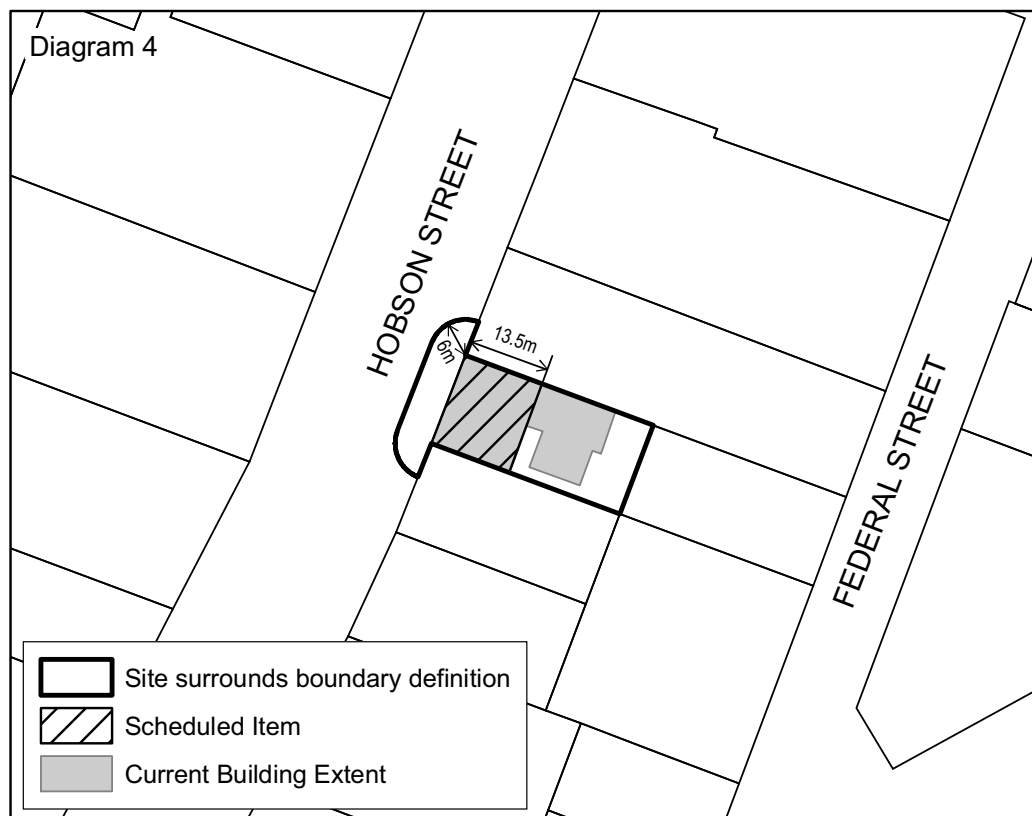 Diagram 4
HOBSON STREET
6m
13.5m
FEDERAL STREET
Site surrounds boundary definition
Scheduled Item
Current Building Extent